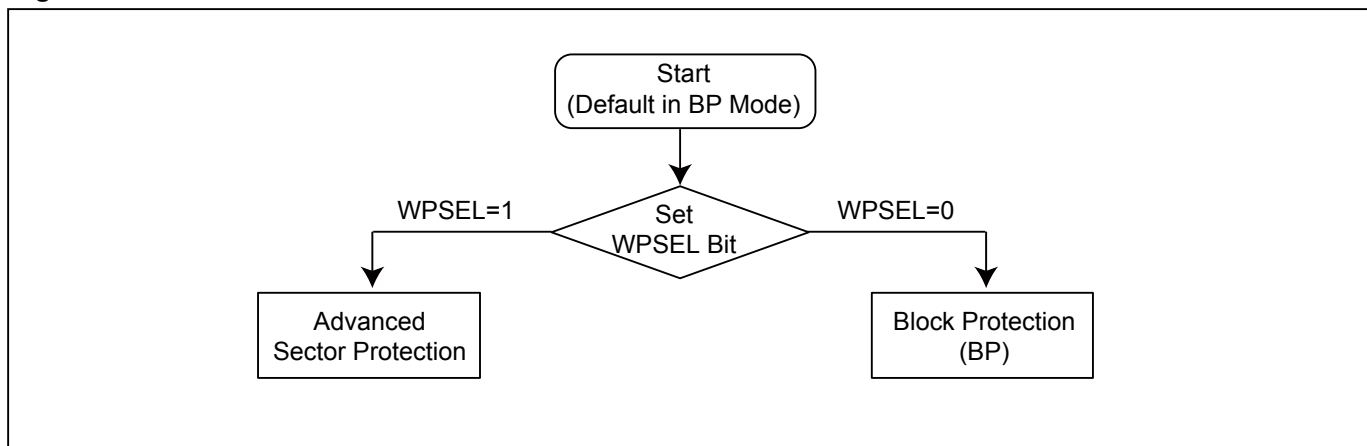 Start
(Default in BP Mode)
WPSEL=1
Set
WPSEL Bit
WPSEL=0
Advanced
Sector Protection
Block Protection
(BP)